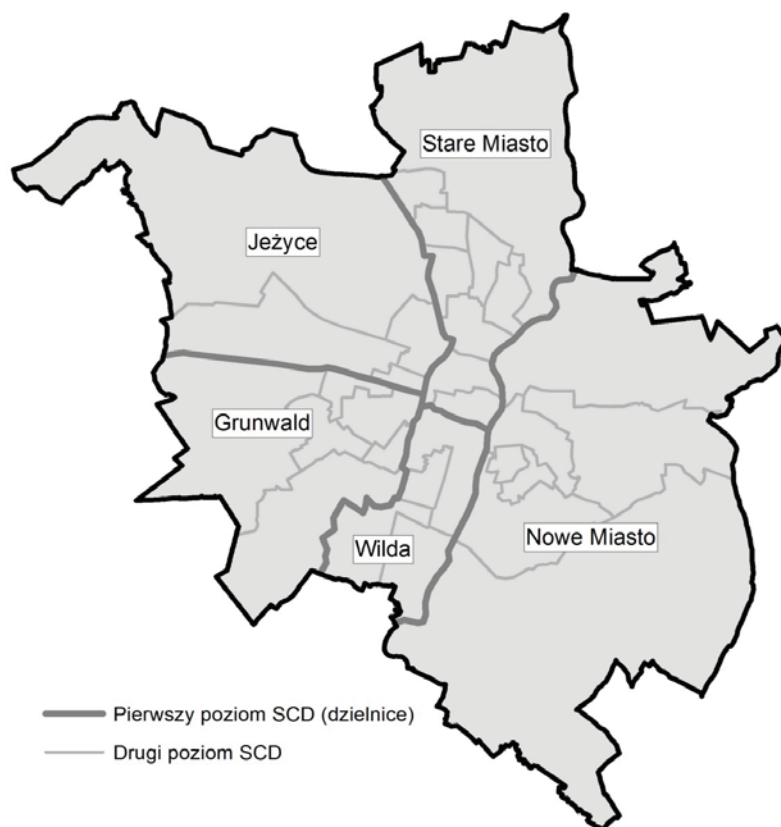 Stare Miasto
Jeżyce
Grunwald
Wilda
Nowe Miasto
Pierwszy poziom SCD (dzielnice)
Drugi poziom SCD